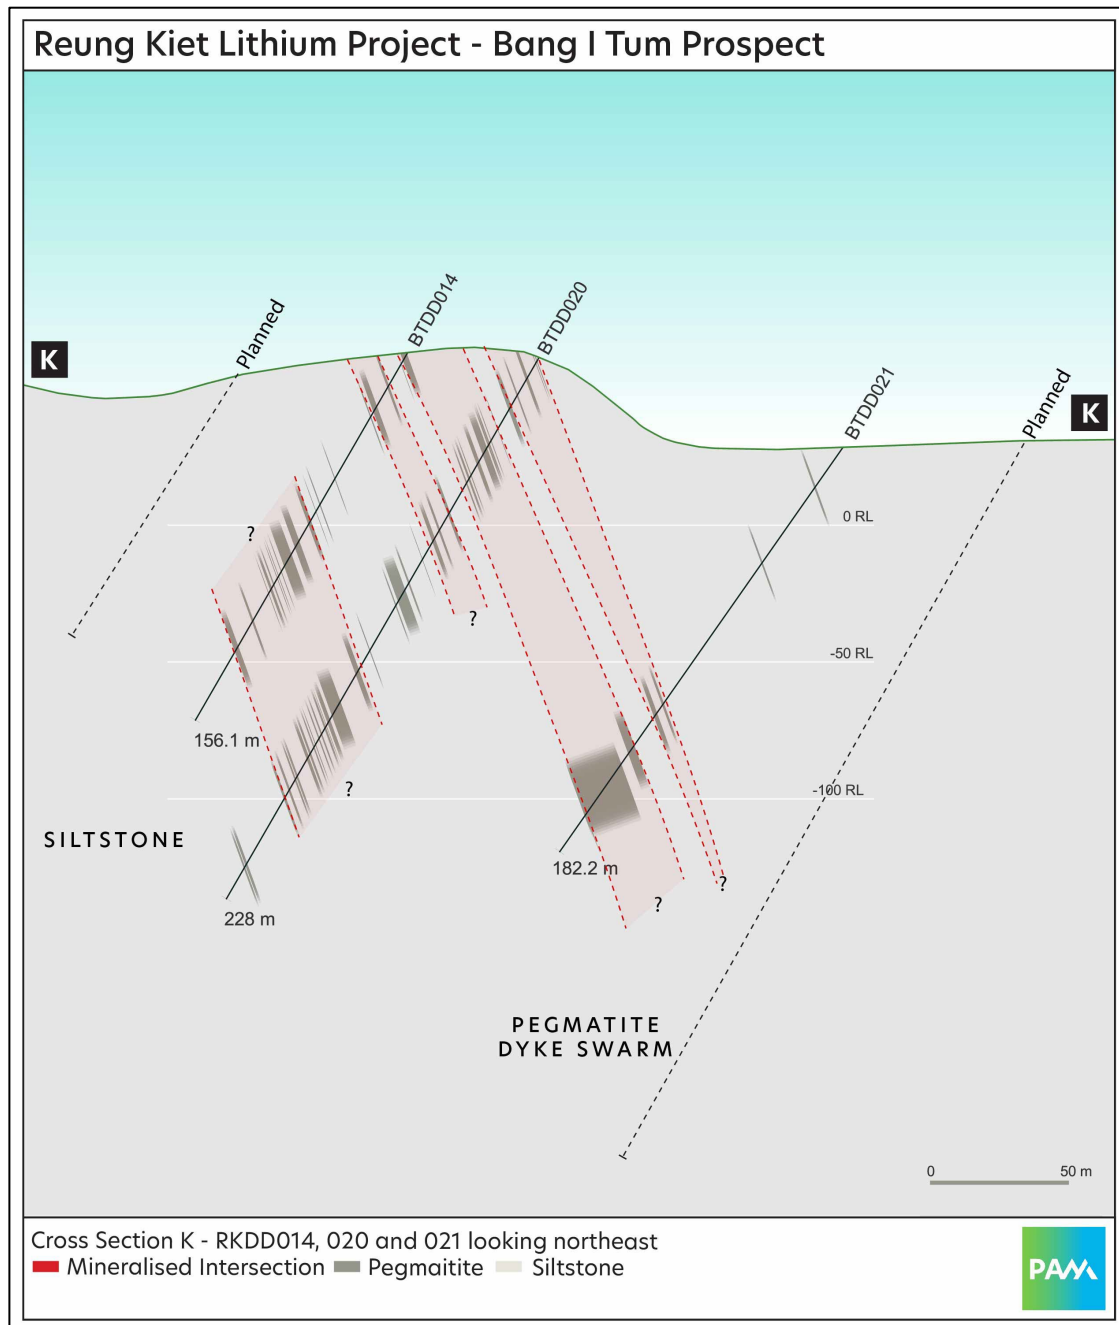 Reung Kiet Lithium Project - Bang I Tum Prospect
Planned
BTDD014
BTDD020
BTDD021
Planned
K
K
0 RL
-50 RL
-100 RL
?
?
?
?
?
156.1 m
228 m
182.2 m
SILTSTONE
PEGMATITE
DYKE SWARM
0 50 m
Cross Section K - RKDD014, 020 and 021 looking northeast
Mineralised Intersection Pegmaitite Siltstone
PAM